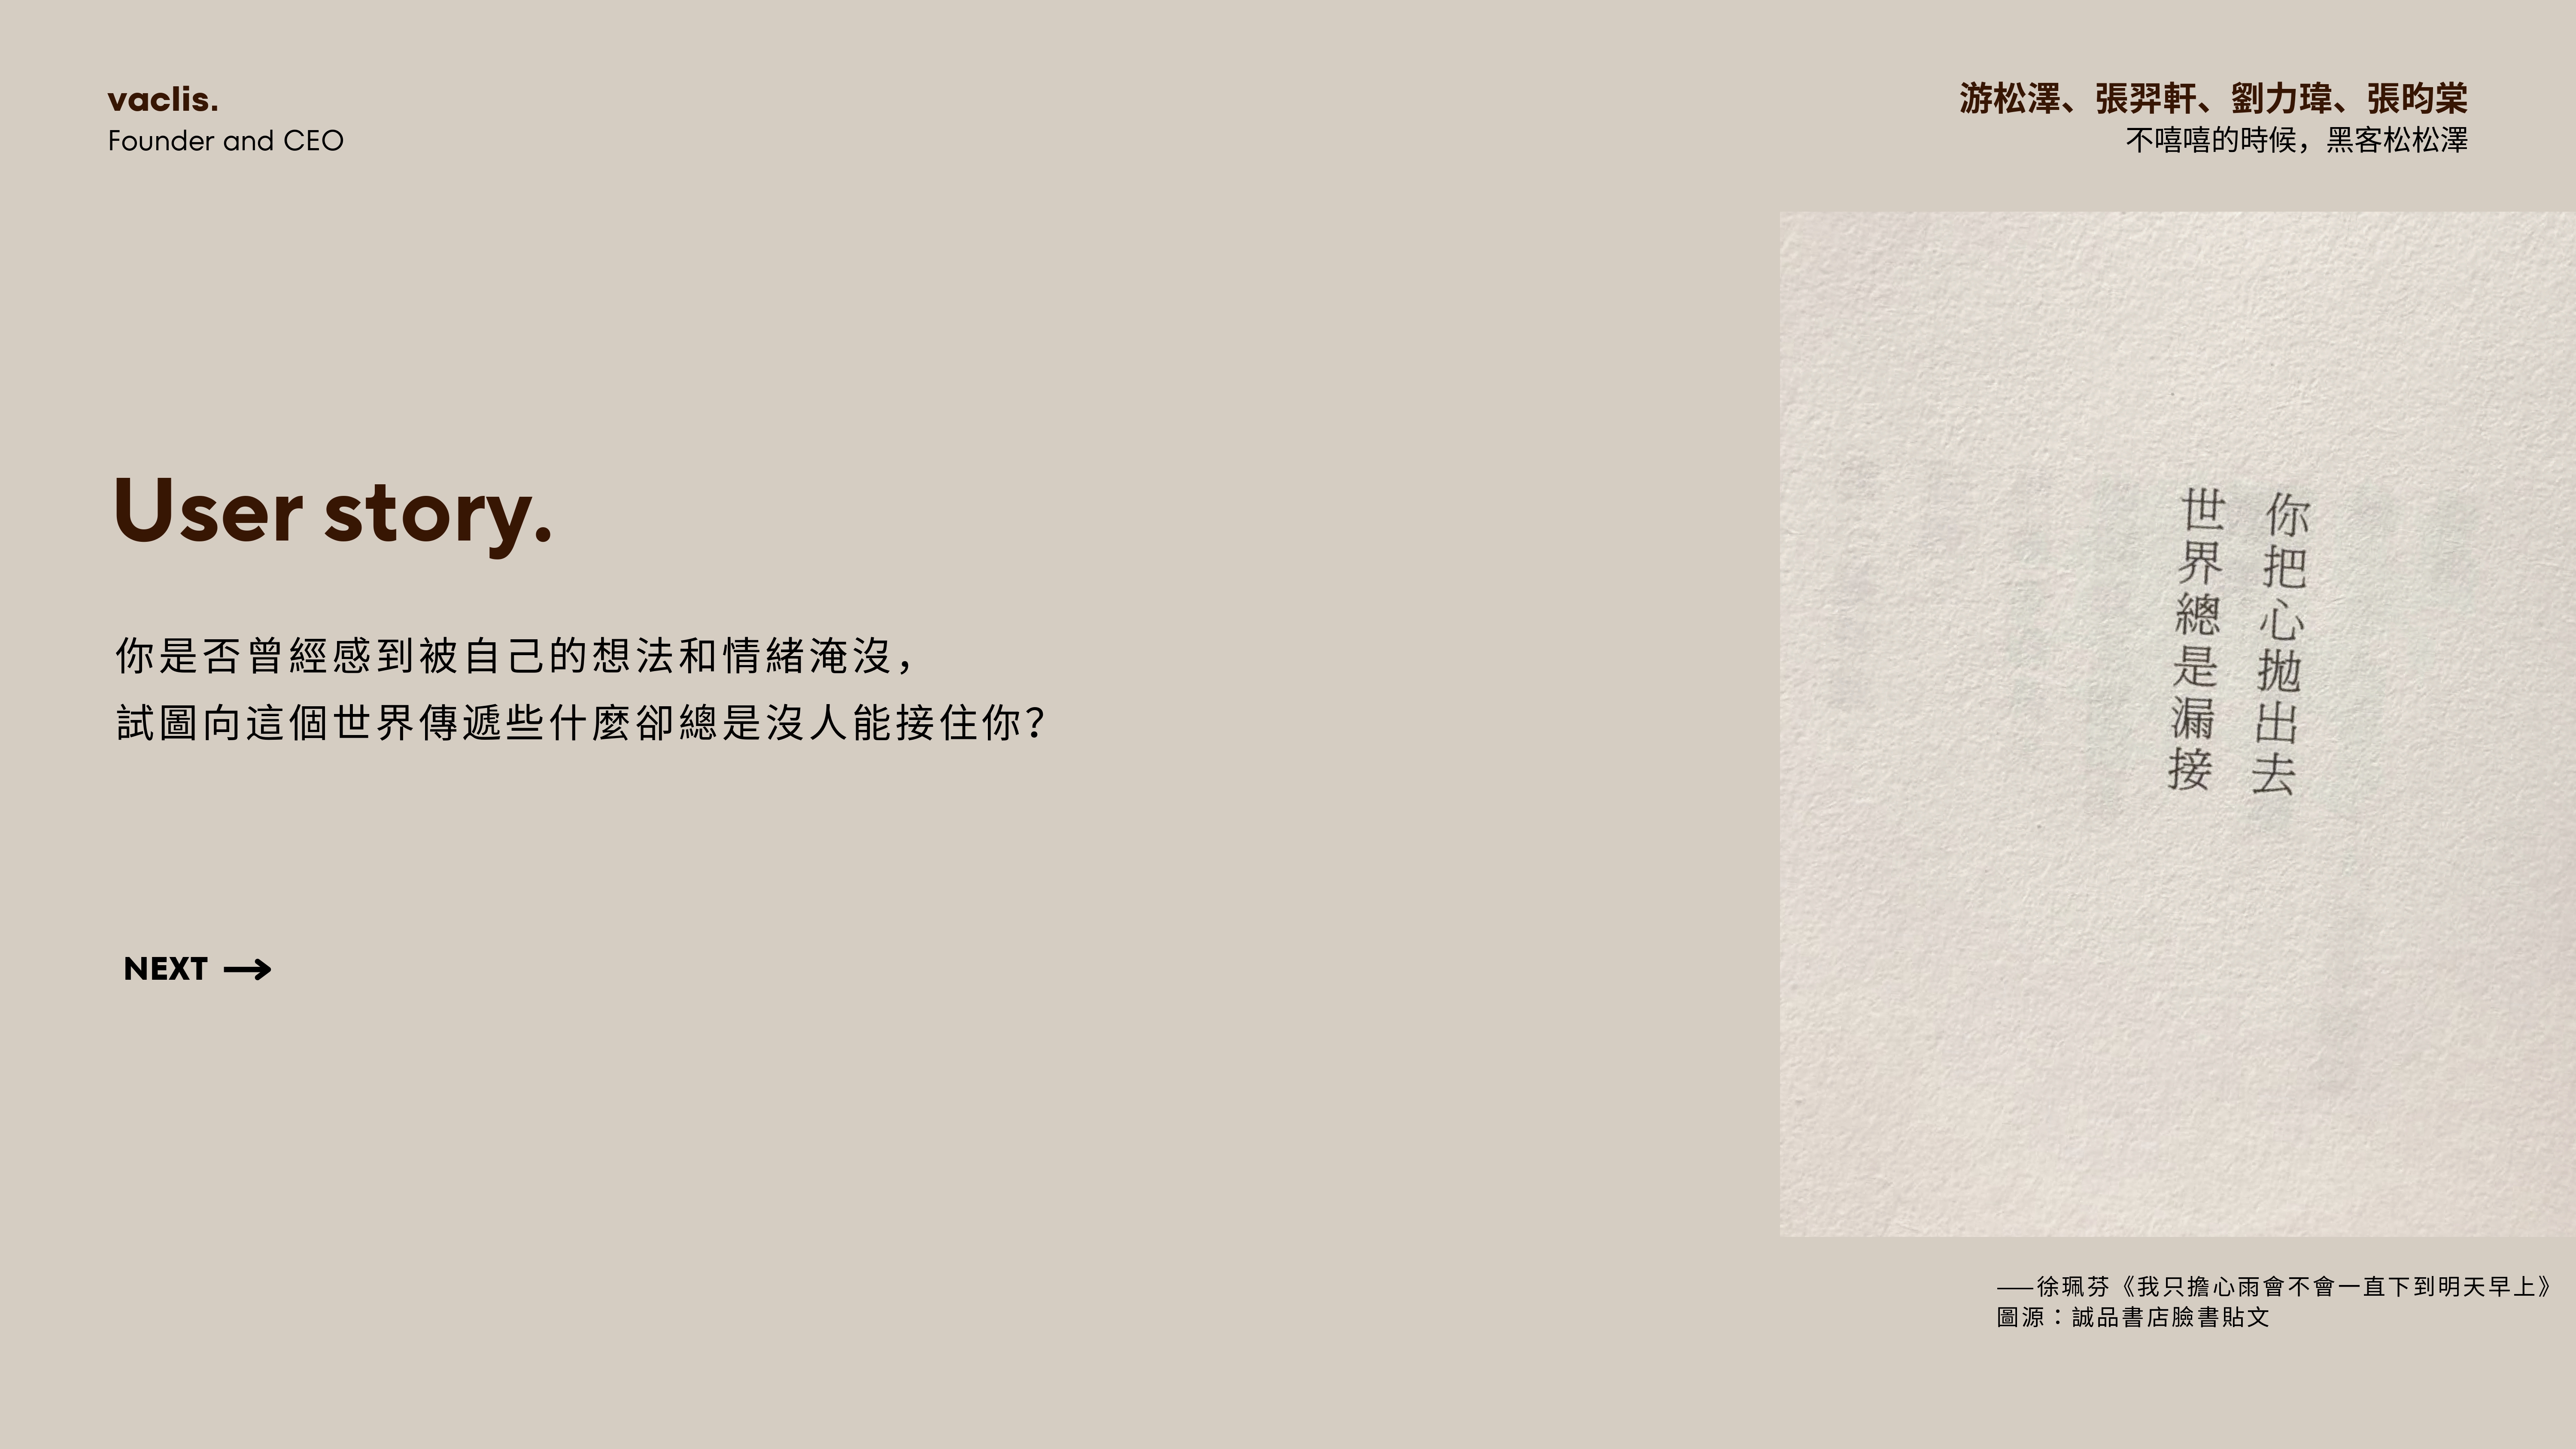 vaclis.
Founder and CEO
游松澤、張羿軒、劉力瑋、張昀棠
不嘻嘻的時候，黑客松松澤
User story.
你是否曾經感到被自己的想法和情緒淹沒，
試圖向這個世界傳遞些什麼卻總是沒人能接住你？
NEXT →
你把心拋出去
世界總是漏接
——徐珮芬《我只擔心雨會不會一直下到明天早上》
圖源：誠品書店臉書貼文